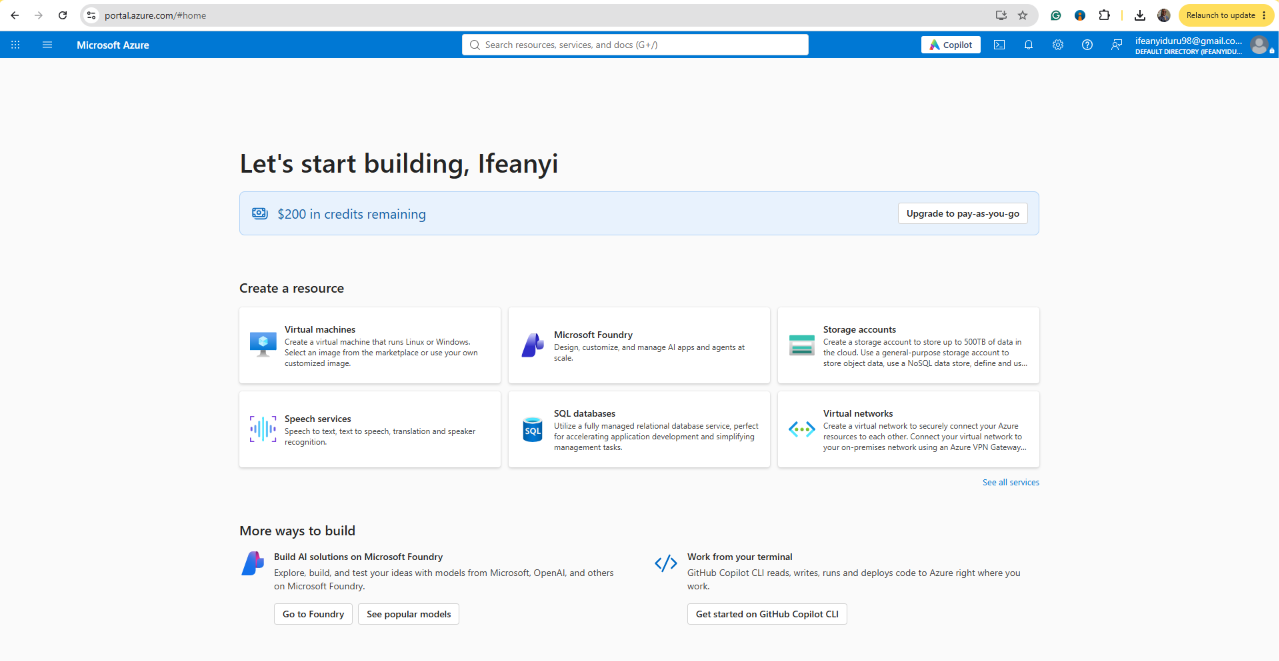 portal.azure.com/#home
Relaunch to update
Microsoft Azure
Search resources, services, and docs (G+/)
Copilot
ifeanyiduru98@gmail.co...
DEFAULT DIRECTORY (IFEANYIDU...
Let's start building, Ifeanyi
$200 in credits remaining
Upgrade to pay-as-you-go
Create a resource
Virtual machines
Create a virtual machine that runs Linux or Windows.
Select an image from the marketplace or use your own
customized image.
Microsoft Foundry
Design, customize, and manage AI apps and agents at
scale.
Storage accounts
Create a storage account to store up to 500TB of data in
the cloud. Use a general-purpose storage account to
store object data, use a NoSQL data store, define and us...
Speech services
Speech to text, text to speech, translation and speaker
recognition.
SQL
SQL databases
Utilize a fully managed relational database service, perfect
for accelerating application development and simplifying
management tasks.
Virtual networks
Create a virtual network to securely connect your Azure
resources to each other. Connect your virtual network to
your on-premises network using an Azure VPN Gateway...
See all services
More ways to build
Build AI solutions on Microsoft Foundry
Explore, build, and test your ideas with models from Microsoft, OpenAI, and others
on Microsoft Foundry.
Go to Foundry
See popular models
Work from your terminal
GitHub Copilot CLI reads, writes, runs and deploys code to Azure right where you
work.
Get started on GitHub Copilot CLI